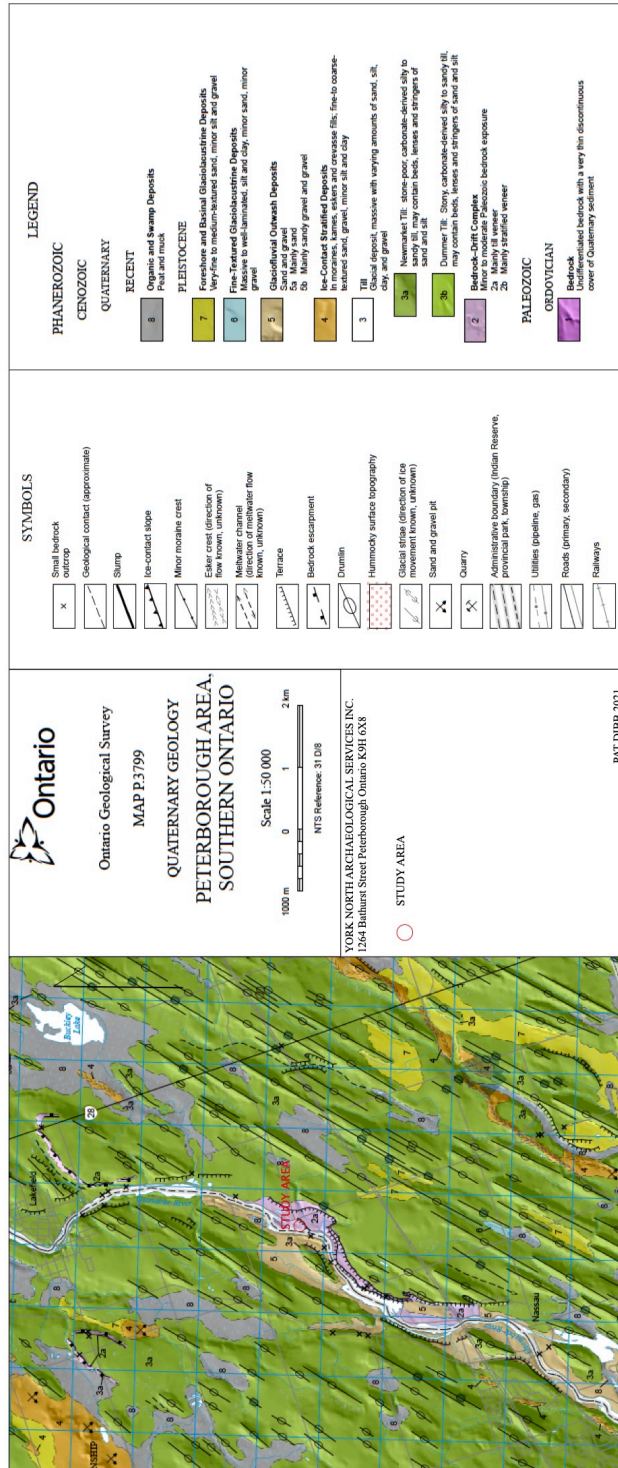 Lakefield
28
Buckley
Lake
Otonabee River
STUDY AREA
Nassau
NSHIP
8
7
6
5
4
3a
2a
Ontario
Ontario Geological Survey
MAP P.3799
QUATERNARY GEOLOGY
PETERBOROUGH AREA,
SOUTHERN ONTARIO
Scale 1:50 000
1000 m 0 1 2 km
NTS Reference: 31 D/8
YORK NORTH ARCHAEOLOGICAL SERVICES INC.
1264 Bathurst Street Peterborough Ontario K9H 6X8
STUDY AREA
PAT DIBB 2021
SYMBOLS
Small bedrock
outcrop
Geological contact (approximate)
Slump
Ice-contact slope
Minor moraine crest
Esker crest (direction of
flow known, unknown)
Meltwater channel
(direction of meltwater flow
known, unknown)
Terrace
Bedrock escarpment
Drumlin
Hummocky surface topography
Glacial striae (direction of ice
movement known, unknown)
Sand and gravel pit
Quarry
Administrative boundary (Indian Reserve,
provincial park, township)
Utilities (pipeline, gas)
Roads (primary, secondary)
Railways
LEGEND
PHANEROZOIC
CENOZOIC
QUATERNARY
RECENT
8 Organic and Swamp Deposits
Peat and muck
PLEISTOCENE
7 Foreshore and Basinal Glaciolacustrine Deposits
Very-fine to medium-textured sand, minor silt and gravel
6 Fine-Textured Glaciolacustrine Deposits
Massive to well-laminated, silt and clay, minor sand, minor
gravel
5 Glaciofluvial Outwash Deposits
Sand and gravel
5a Mainly sand
5b Mainly sandy gravel and gravel
4 Ice-Contact Stratified Deposits
In moraines, kames, eskers and crevasse fills; fine-to coarse-
textured sand, gravel, minor silt and clay
3 Till
Glacial deposit, massive with varying amounts of sand, silt,
clay, and gravel
3a Newmarket Till: stone-poor, carbonate-derived silty to
sandy till, may contain beds, lenses and stringers of
sand and silt
3b Dummer Till: Stony, carbonate-derived silty to sandy till,
may contain beds, lenses and stringers of sand and silt
2 Bedrock-Drift Complex
Minor to moderate Paleozoic bedrock exposure
2a Mainly till veneer
2b Mainly stratified veneer
PALEOZOIC
ORDOVICIAN
1 Bedrock
Undifferentiated bedrock with a very thin discontinuous
cover of Quaternary sediment